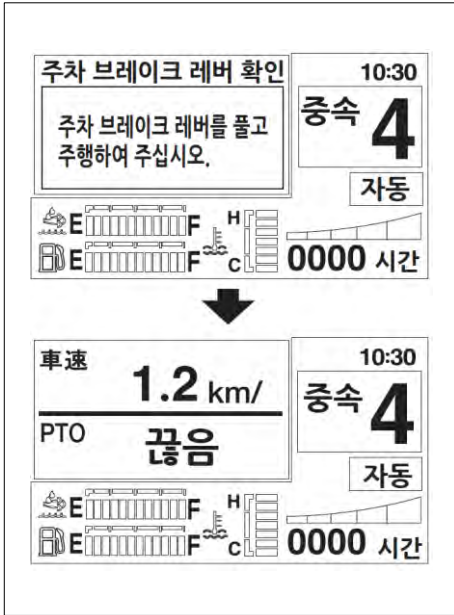 주차 브레이크 레버 확인
10:30
주차 브레이크 레버를 풀고
주행하여 주십시오.
중속 4
자동
E F
H
E F
C
0000 시간
車速
1.2 km/
10:30
중속 4
PTO 끊음
자동
E F
H
E F
C
0000 시간